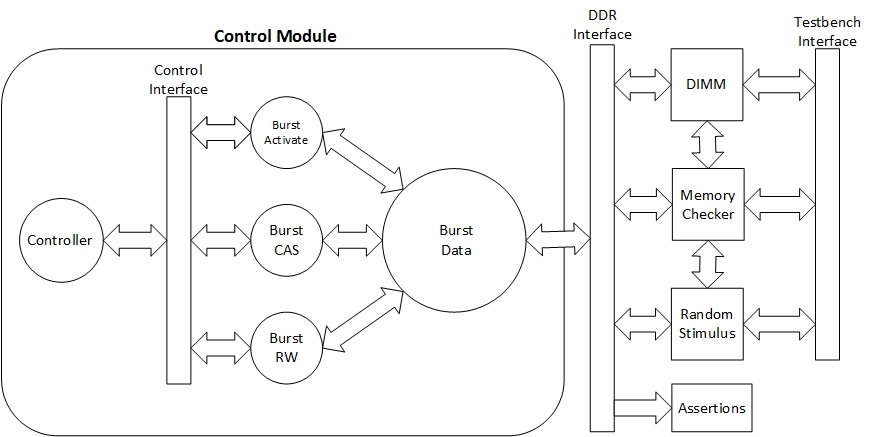 Control Module
DDR
Interface
Testbench
Interface
Control
Interface
Burst
Activate
DIMM
Controller
Burst
CAS
Burst
Data
Memory
Checker
Burst
RW
Random
Stimulus
Assertions